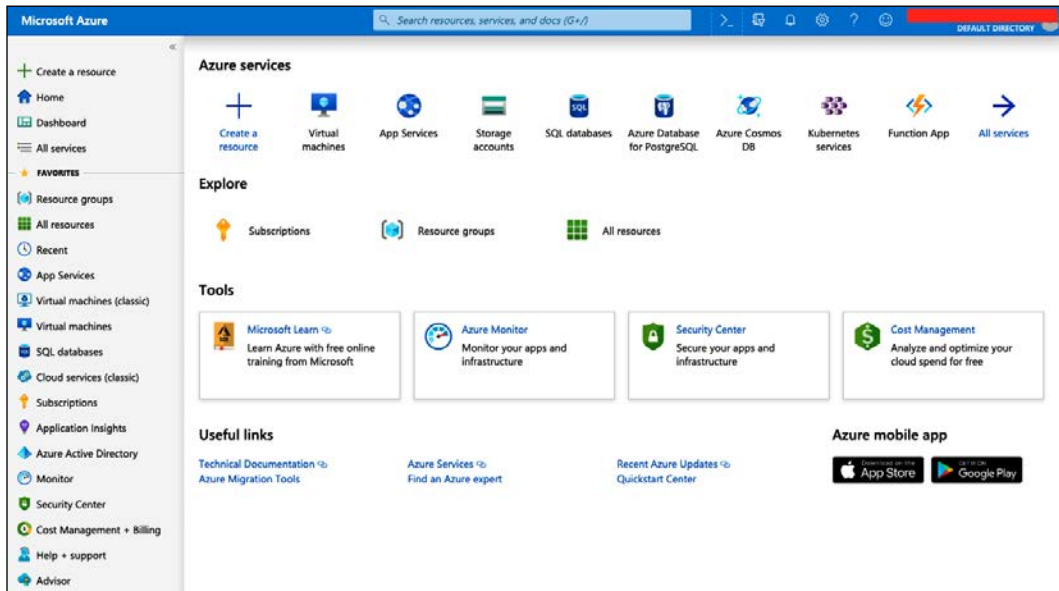 Microsoft Azure
Search resources, services, and docs (G+/)
DEFAULT DIRECTORY
Create a resource
Home
Dashboard
All services
FAVORITES
Resource groups
All resources
Recent
App Services
Virtual machines (classic)
Virtual machines
SQL databases
Cloud services (classic)
Subscriptions
Application Insights
Azure Active Directory
Monitor
Security Center
Cost Management + Billing
Help + support
Advisor
Azure services
Create a
resource
Virtual
machines
App Services
Storage
accounts
SQL
SQL databases
Azure Database
for PostgreSQL
Azure Cosmos
DB
Kubernetes
services
Function App
All services
Explore
Subscriptions
Resource groups
All resources
Tools
Microsoft Learn
Learn Azure with free online
training from Microsoft
Azure Monitor
Monitor your apps and
infrastructure
Security Center
Secure your apps and
infrastructure
Cost Management
Analyze and optimize your
cloud spend for free
Useful links
Technical Documentation
Azure Services
Recent Azure Updates
Azure Migration Tools
Find an Azure expert
Quickstart Center
Azure mobile app
Download on the
App Store
GET IT ON
Google Play